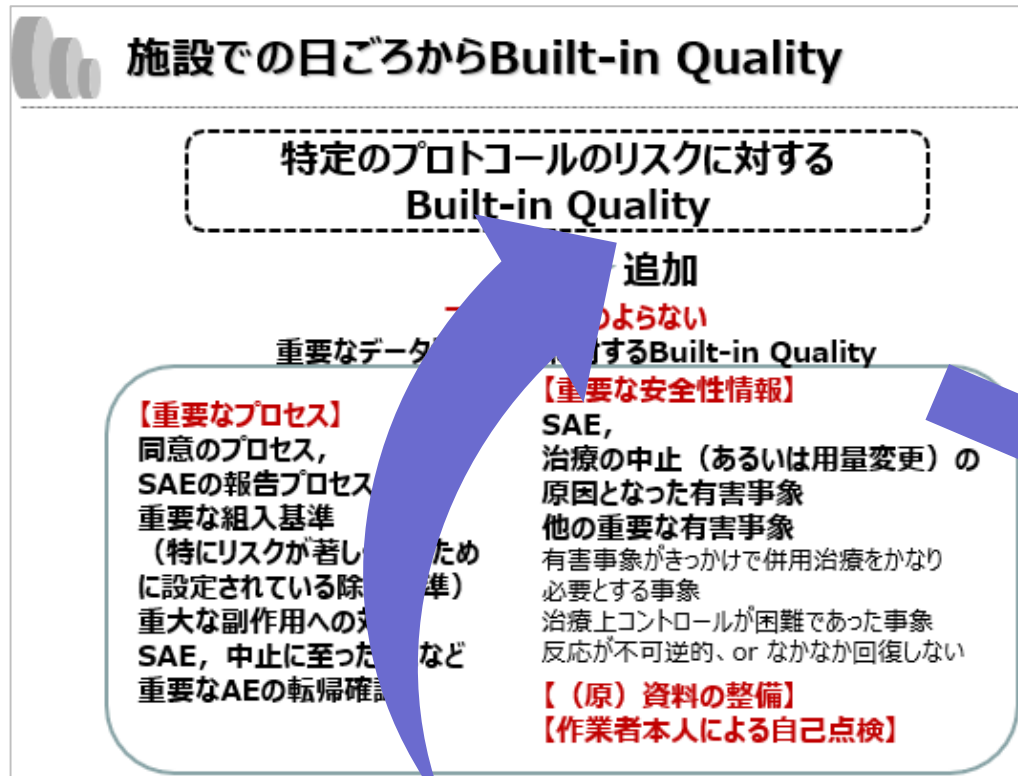 施設での日ごろからBuilt-in Quality
特定のプロトコールのリスクに対する
Built-in Quality
追加
のよらない
重要なデータ するBuilt-in Quality
【重要なプロセス】
同意のプロセス,
SAEの報告プロセス
重要な組入基準
（特にリスクが著し ため
に設定されている除 準）
重大な副作用への
SAE, 中止に至った など
重要なAEの転帰確
【重要な安全性情報】
SAE,
治療の中止（あるいは用量変更）の
原因となった有害事象
他の重要な有害事象
有害事象がきっかけで併用治療をかなり
必要とする事象
治療上コントロールが困難であった事象
反応が不可逆的、or なかなか回復しない
【（原）資料の整備】
【作業者本人による自己点検】